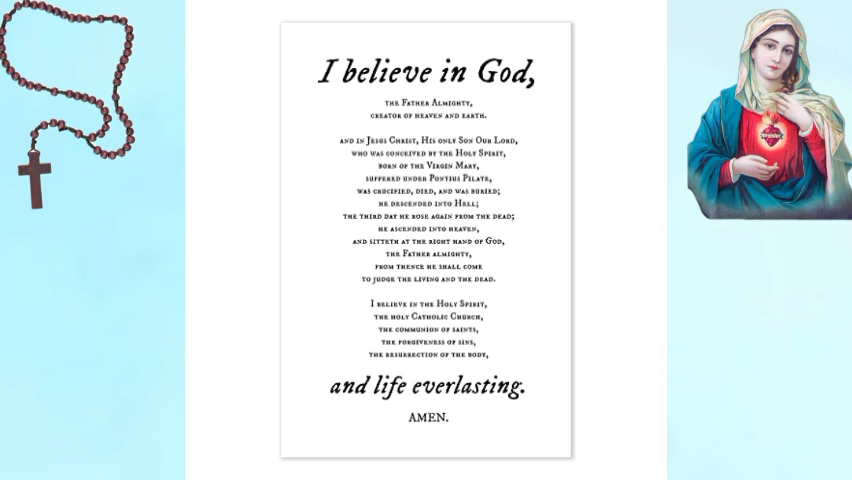 I believe in God,
the Father Almighty,
creator of heaven and earth.
and in Jesus Christ, His only Son Our Lord,
who was conceived by the Holy Spirit,
born of the Virgin Mary,
suffered under Pontius Pilate,
was crucified, died, and was buried;
he descended into Hell;
the third day he rose again from the dead;
he ascended into heaven,
and sitteth at the right hand of God,
the Father almighty,
from thence he shall come
to judge the living and the dead.
I believe in the Holy Spirit,
the holy Catholic Church,
the communion of saints,
the forgiveness of sins,
the resurrection of the body,
and life everlasting.
AMEN.